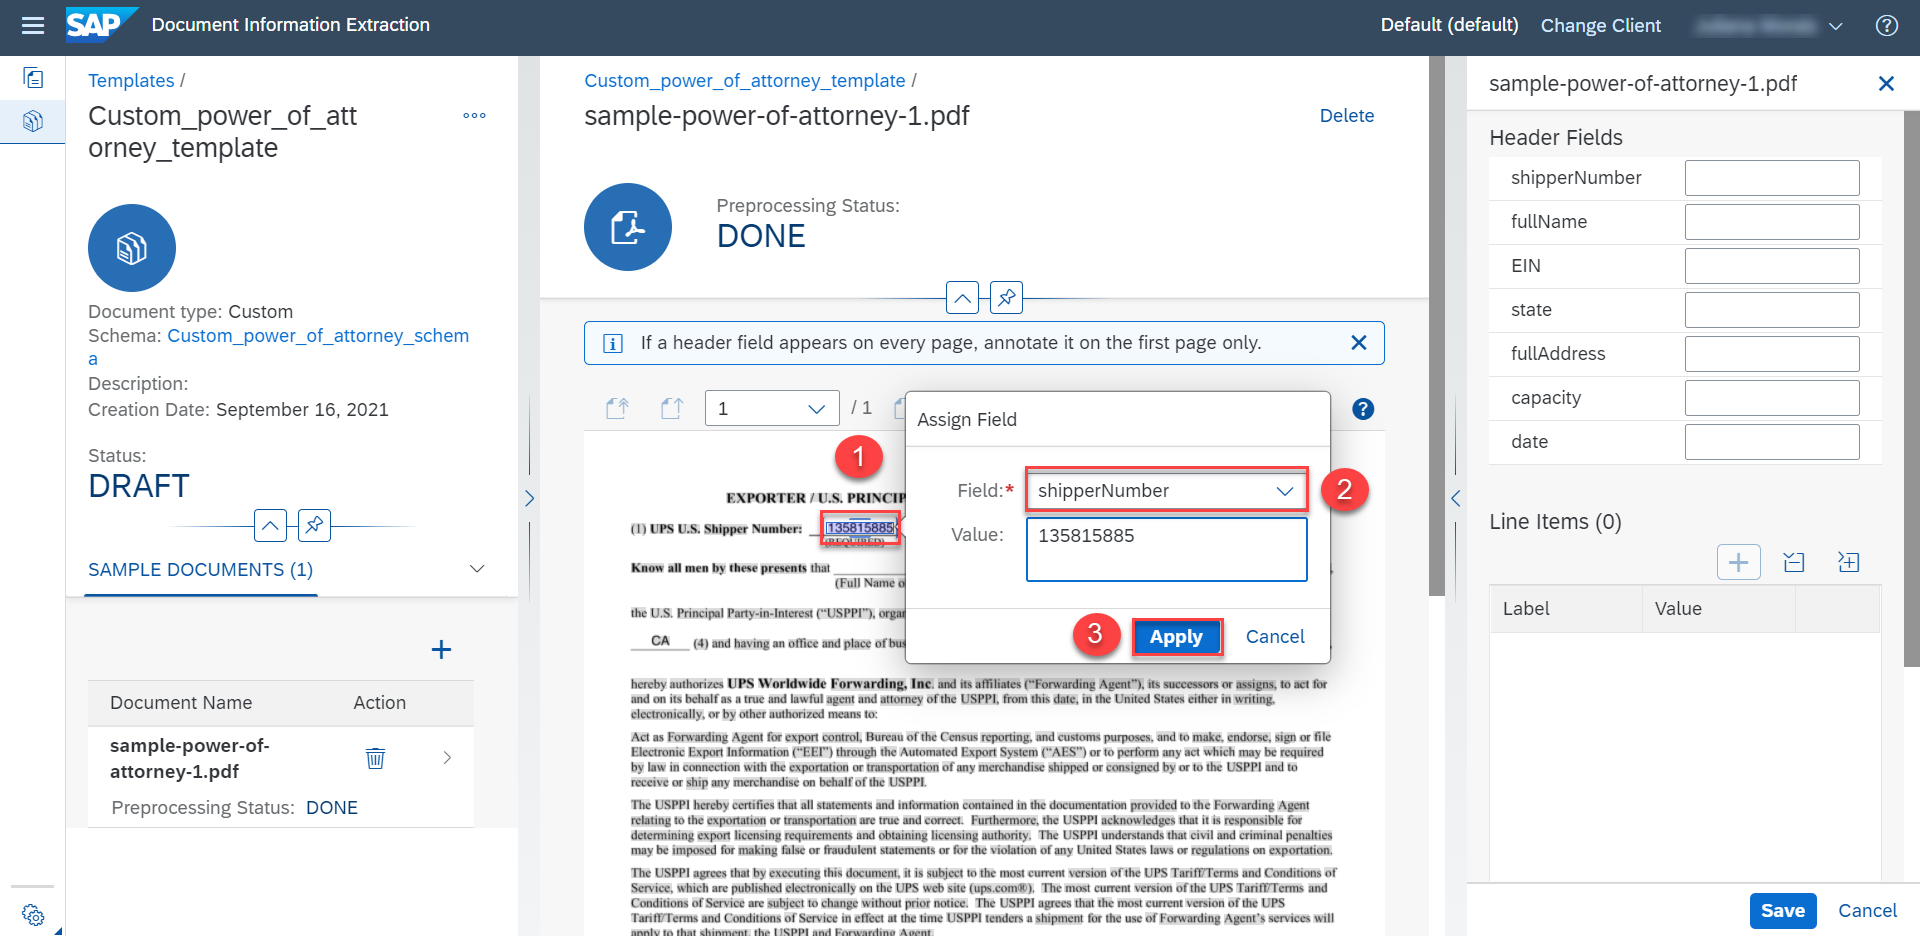 SAP Document Information Extraction
Default (default) Change Client
Templates /
Custom_power_of_att
orney_template
Document type: Custom
Schema: Custom_power_of_attorney_schem
a
Description:
Creation Date: September 16, 2021
Status:
DRAFT
SAMPLE DOCUMENTS (1)
Document Name Action
sample-power-of-
attorney-1.pdf
Preprocessing Status: DONE
Custom_power_of_attorney_template /
sample-power-of-attorney-1.pdf
Delete
Preprocessing Status:
DONE
If a header field appears on every page, annotate it on the first page only.
1 / 1
1
Assign Field
Field:* shipperNumber
2
Value: 135815885
3
Apply Cancel
EXPORTER / U.S. PRINCIP
(1) UPS U.S. Shipper Number: 135815885
(REQUIRED)
Know all men by these presents that
(Full Name o
the U.S. Principal Party-in-Interest (“USPPI”), organ
CA (4) and having an office and place of bus
hereby authorizes UPS Worldwide Forwarding, Inc. and its affiliates (“Forwarding Agent”), its successors or assigns, to act for
and on its behalf as a true and lawful agent and attorney of the USPPI, from this date, in the United States either in writing,
electronically, or by other authorized means to:
Act as Forwarding Agent for export control, Bureau of the Census reporting, and customs purposes, and to make, endorse, sign or file
Electronic Export Information (“EEI”) through the Automated Export System (“AES”) or to perform any act which may be required
by law in connection with the exportation or transportation of any merchandise shipped or consigned by or to the USPPI and to
receive or ship any merchandise on behalf of the USPPI.
The USPPI hereby certifies that all statements and information contained in the documentation provided to the Forwarding Agent
relating to the exportation or transportation are true and correct. Furthermore, the USPPI acknowledges that it is responsible for
determining export licensing requirements and obtaining licensing authority. The USPPI understands that civil and criminal penalties
may be imposed for making false or fraudulent statements or for the violation of any United States laws or regulations on exportation.
The USPPI agrees that by executing this document, it is subject to the most current version of the UPS Tariff/Terms and Conditions of
Service, which are published electronically on the UPS web site (ups.com®). The most current version of the UPS Tariff/Terms and
Conditions of Service are subject to change without prior notice. The USPPI agrees that the most current version of the UPS
Tariff/Terms and Conditions of Service in effect at the time USPPI tenders a shipment for the use of Forwarding Agent's services will
apply to that shipment, the USPPI and Forwarding Agent.
sample-power-of-attorney-1.pdf
Header Fields
shipperNumber
fullName
EIN
state
fullAddress
capacity
date
Line Items (0)
Label Value
Save Cancel